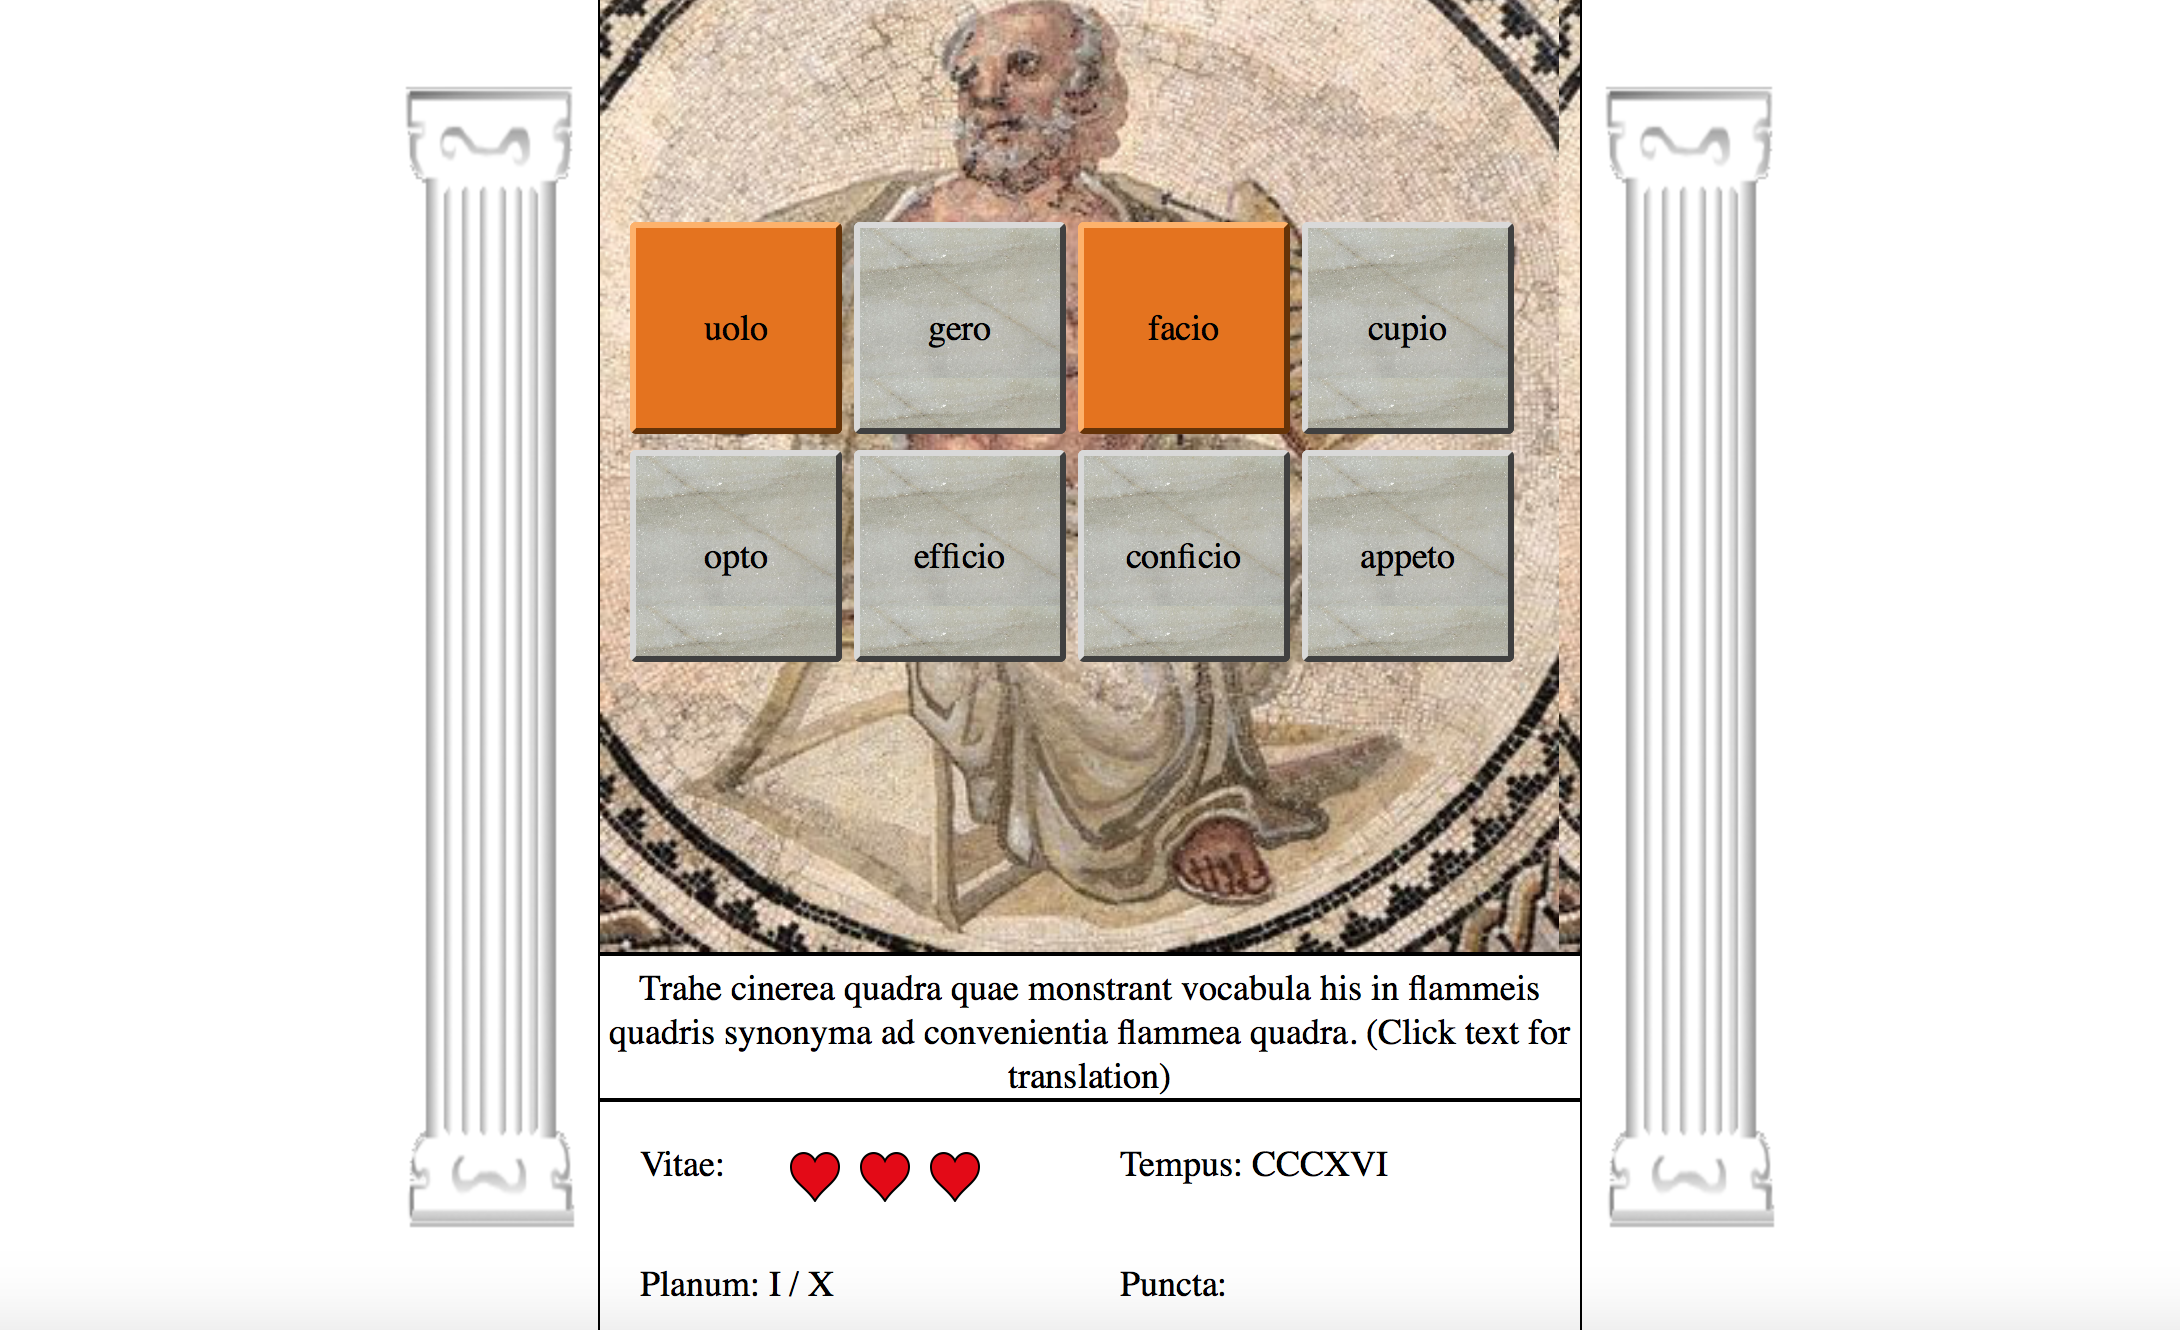 uolo gero facio cupio
opto efficio conficio appeto
Trahe cinerea quadra quae monstrant vocabula his in flammeis
quadris synonyma ad convenientia flammea quadra. (Click text for
translation)
Vitae: Tempus: CCCXVI
Planum: I / X Puncta: